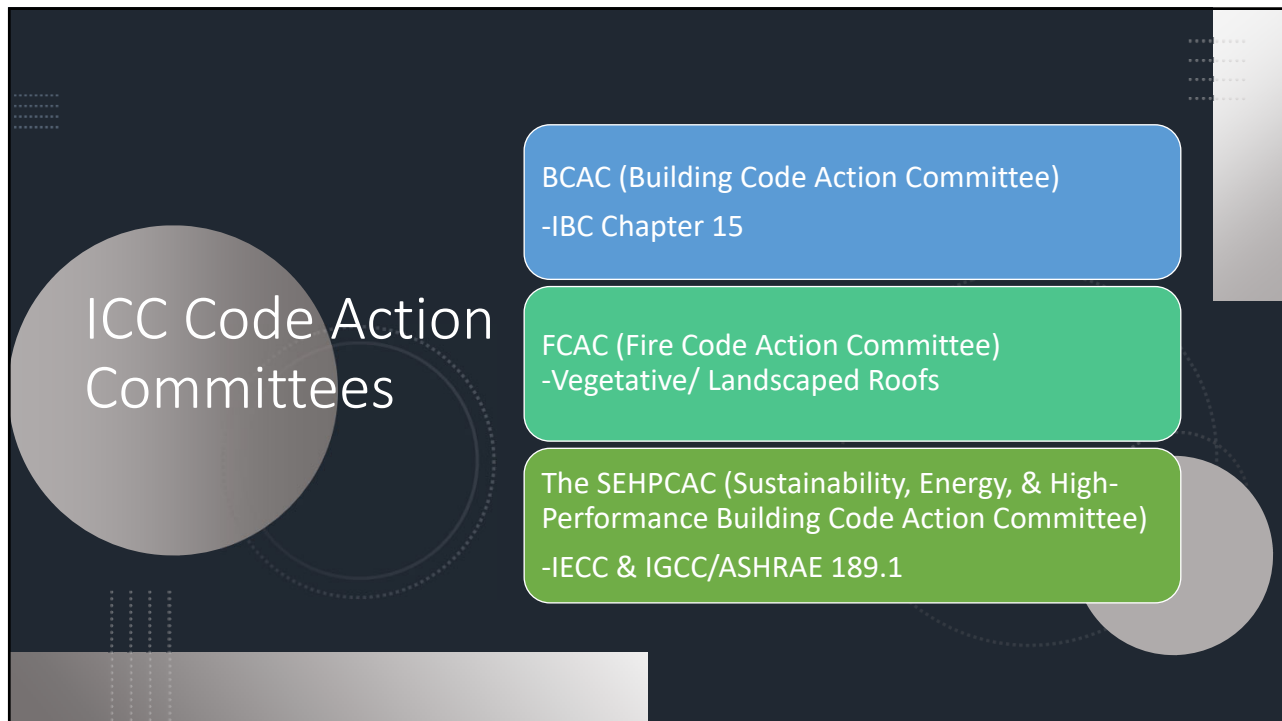 ICC Code Action
Committees
BCAC (Building Code Action Committee)
-IBC Chapter 15
FCAC (Fire Code Action Committee)
-Vegetative/ Landscaped Roofs
The SEHPCAC (Sustainability, Energy, & High-
Performance Building Code Action Committee)
-IECC & IGCC/ASHRAE 189.1